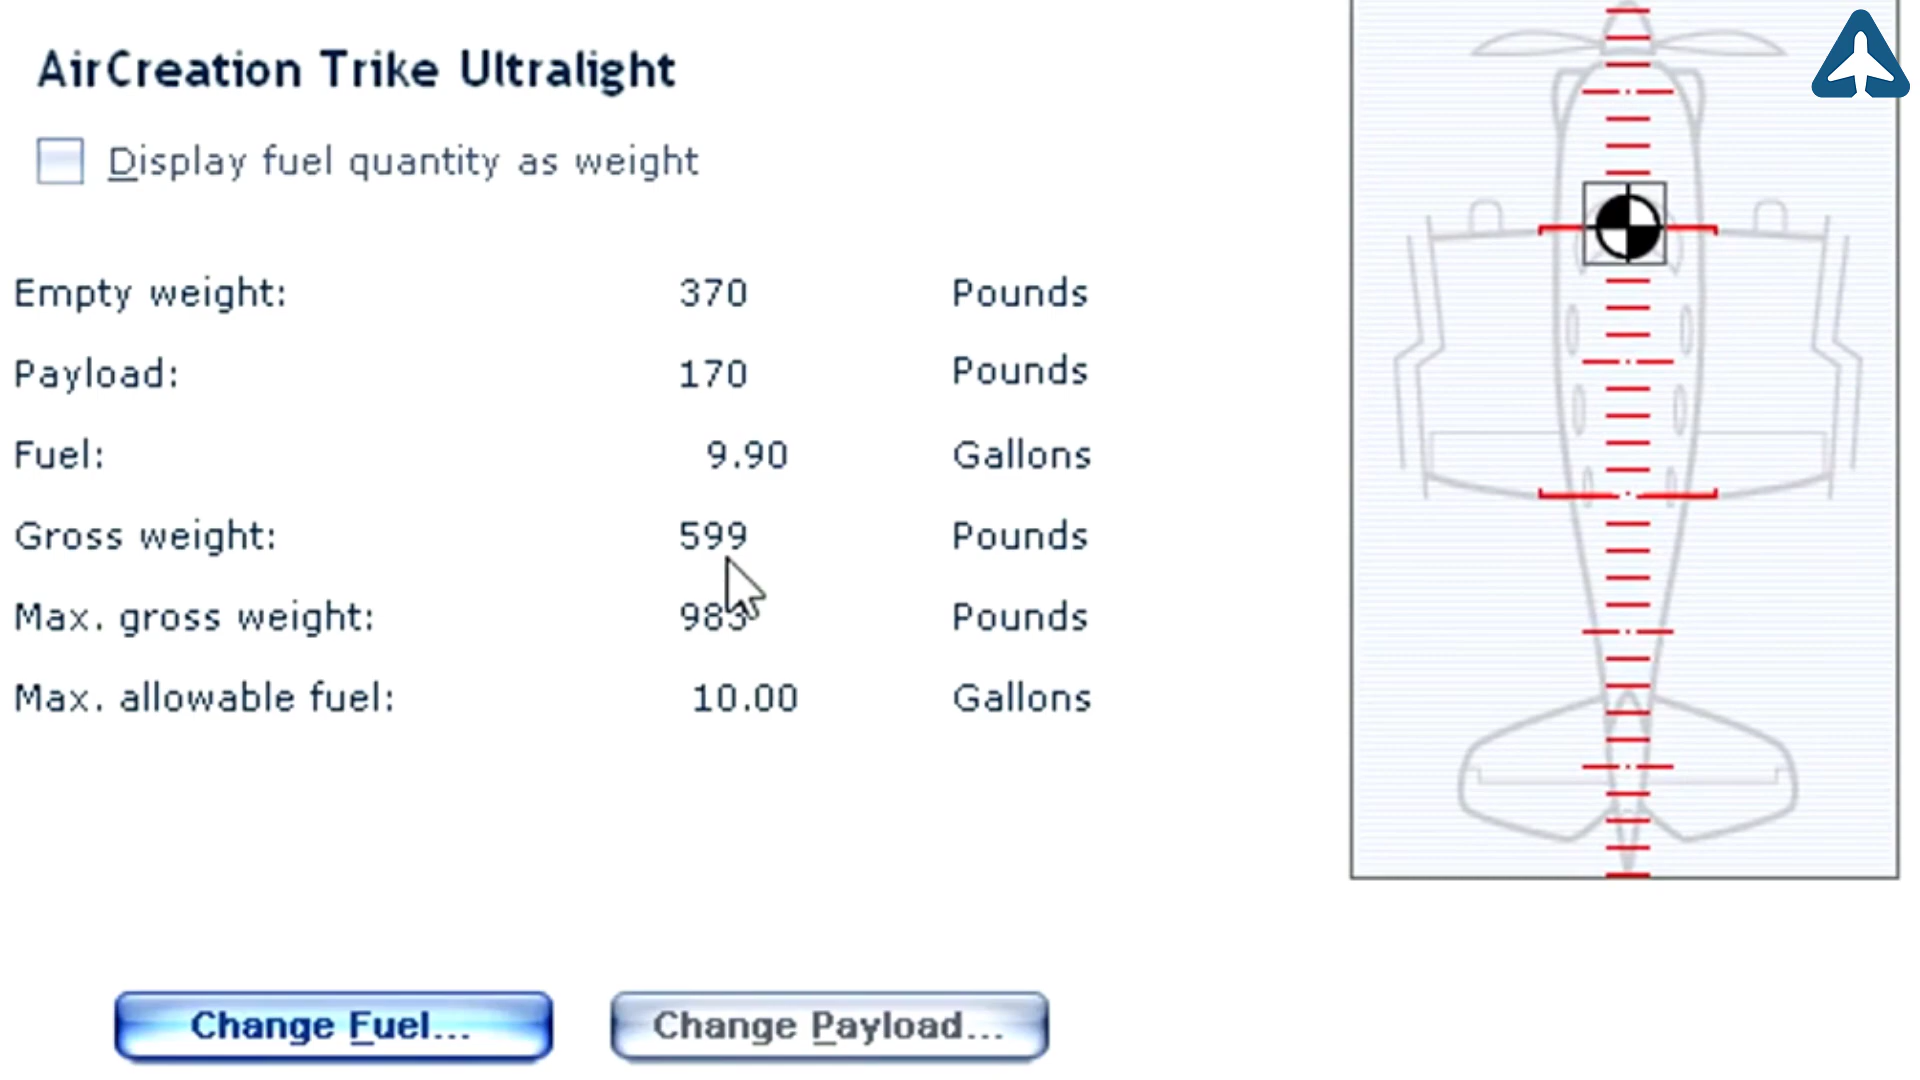 AirCreation Trike Ultralight
Display fuel quantity as weight
Empty weight: 370 Pounds
Payload: 170 Pounds
Fuel: 9.90 Gallons
Gross weight: 599 Pounds
Max. gross weight: 983 Pounds
Max. allowable fuel: 10.00 Gallons
Change Fuel... Change Payload...